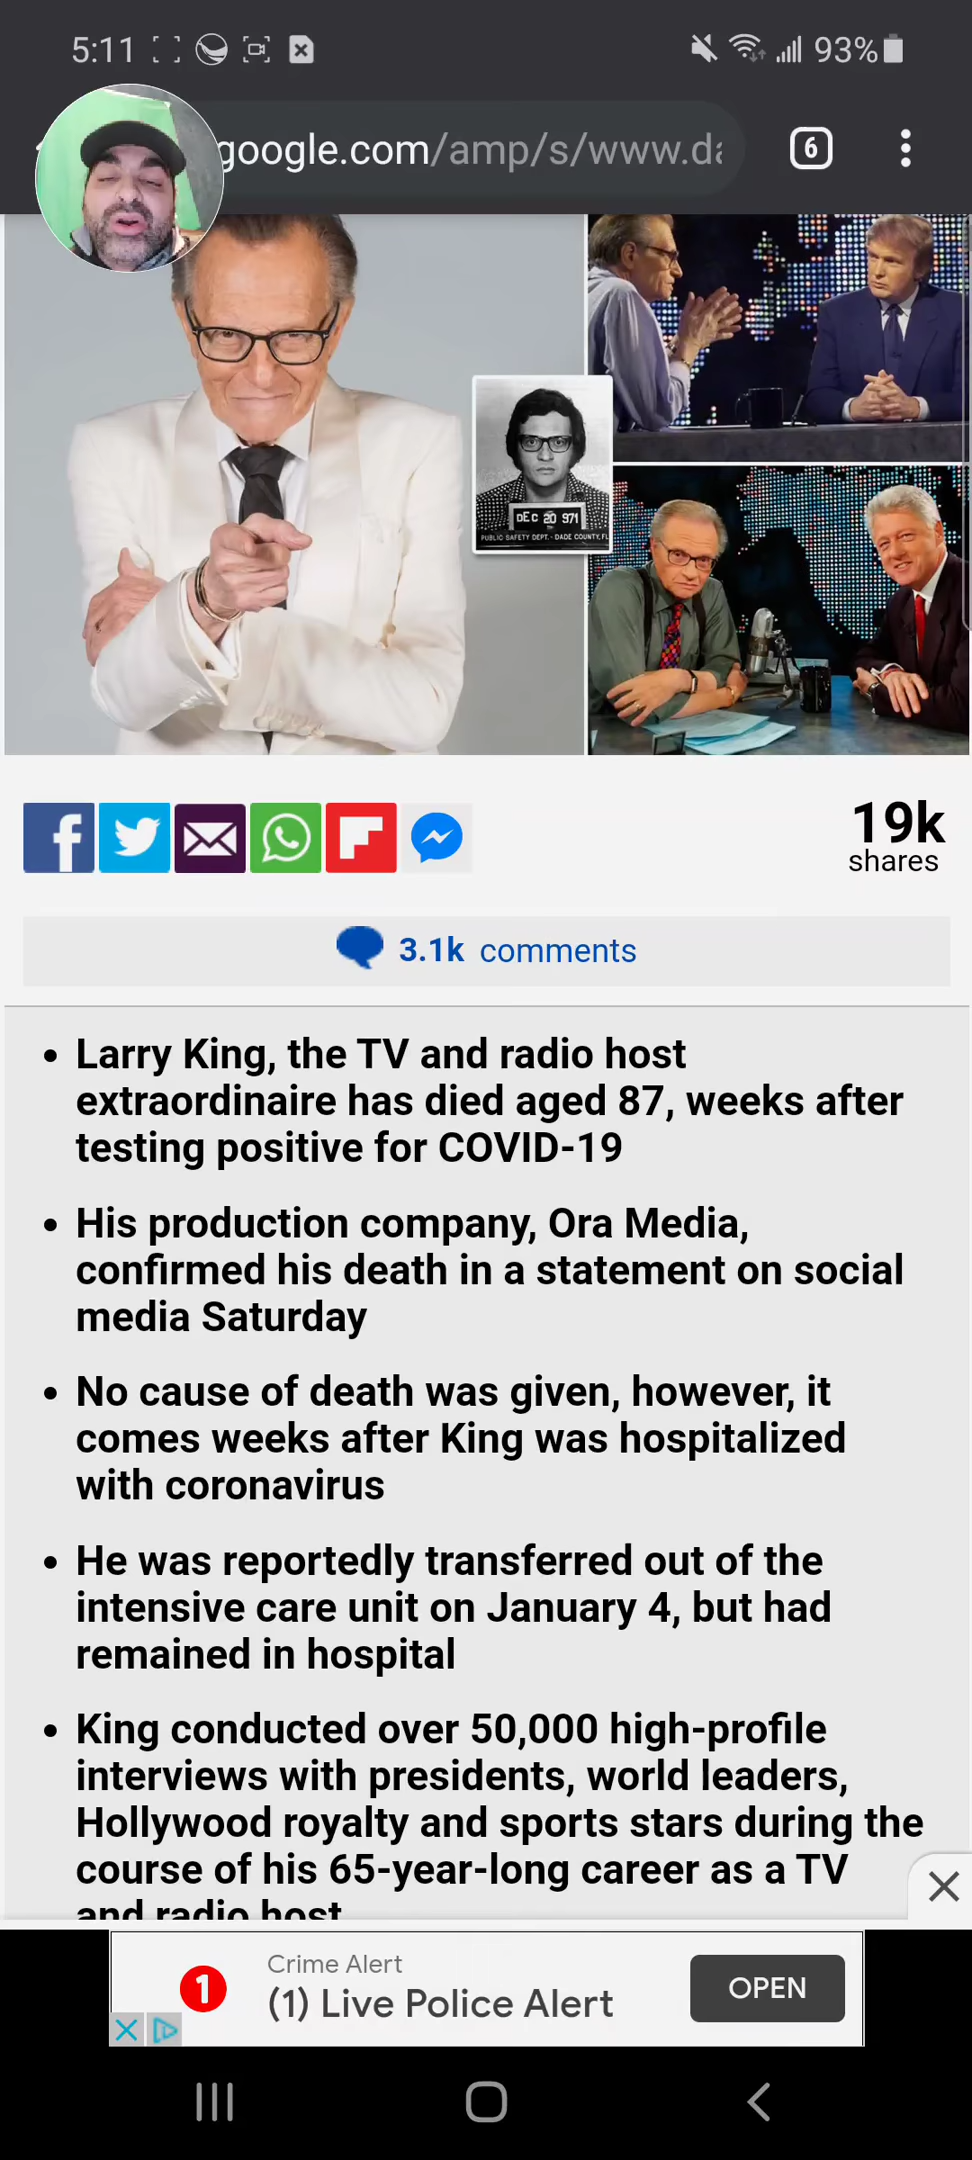 5:11
93%
google.com/amp/s/www.da
6
DEC 20 971
PUBLIC SAFETY DEPT. - DADE COUNTY, FL
19k
shares
3.1k comments
• Larry King, the TV and radio host
extraordinaire has died aged 87, weeks after
testing positive for COVID-19
• His production company, Ora Media,
confirmed his death in a statement on social
media Saturday
• No cause of death was given, however, it
comes weeks after King was hospitalized
with coronavirus
• He was reportedly transferred out of the
intensive care unit on January 4, but had
remained in hospital
• King conducted over 50,000 high-profile
interviews with presidents, world leaders,
Hollywood royalty and sports stars during the
course of his 65-year-long career as a TV
and radio host
1
Crime Alert
(1) Live Police Alert
OPEN